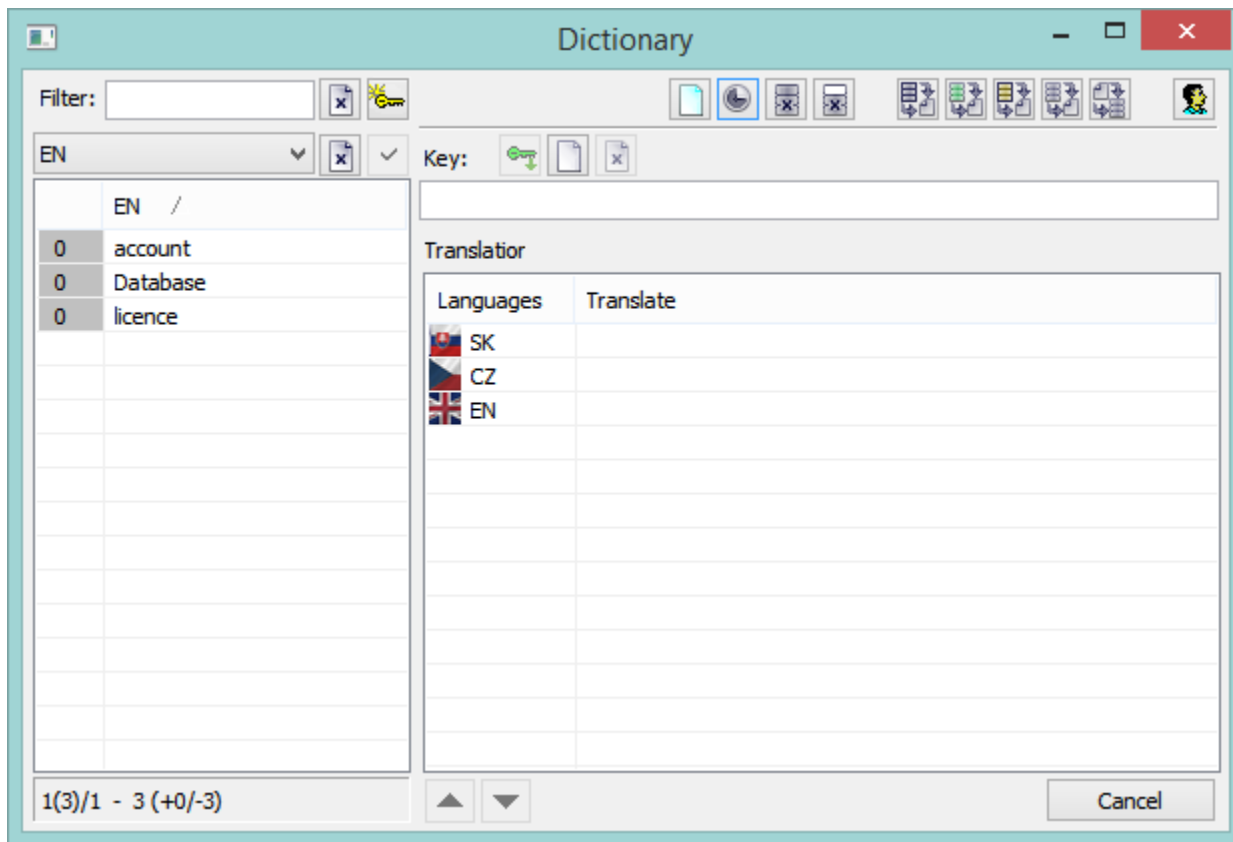 Dictionary
Filter:
EN
Key:
EN /
0 account
0 Database
0 licence
Translatior
Languages Translate
SK
CZ
EN
1(3)/1 - 3 (+0/-3)
Cancel